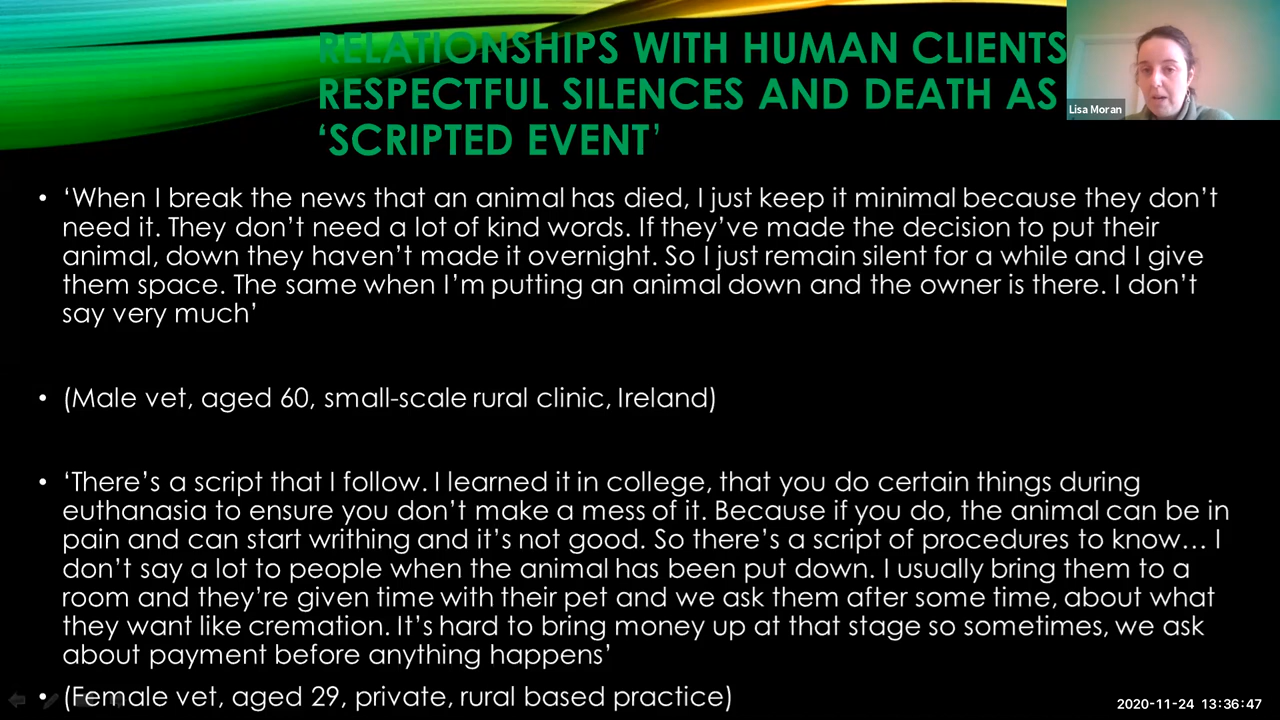 RELATIONSHIPS WITH HUMAN CLIENTS
RESPECTFUL SILENCES AND DEATH AS
‘SCRIPTED EVENT’
Lisa Moran
• ‘When I break the news that an animal has died, I just keep it minimal because they don’t
need it. They don’t need a lot of kind words. If they’ve made the decision to put their
animal, down they haven’t made it overnight. So I just remain silent for a while and I give
them space. The same when I’m putting an animal down and the owner is there. I don’t
say very much’
• (Male vet, aged 60, small-scale rural clinic, Ireland)
• ‘There’s a script that I follow. I learned it in college, that you do certain things during
euthanasia to ensure you don’t make a mess of it. Because if you do, the animal can be in
pain and can start writhing and it’s not good. So there’s a script of procedures to know… I
don’t say a lot to people when the animal has been put down. I usually bring them to a
room and they’re given time with their pet and we ask them after some time, about what
they want like cremation. It’s hard to bring money up at that stage so sometimes, we ask
about payment before anything happens’
• (Female vet, aged 29, private, rural based practice)
2020-11-24 13:36:47